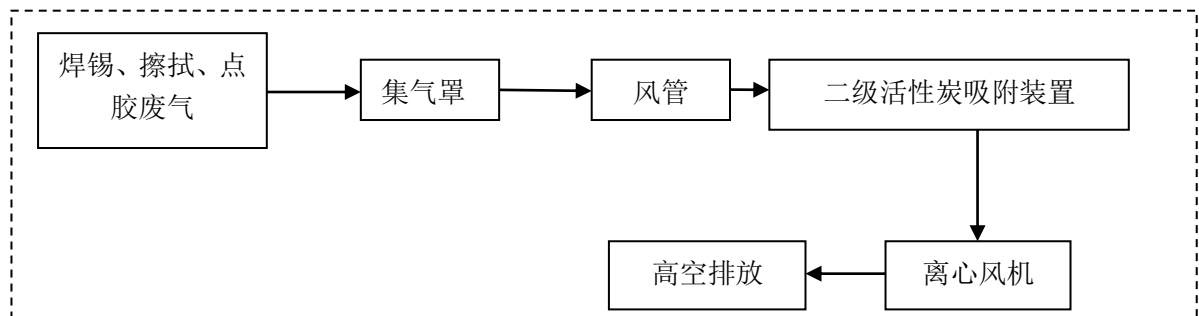 焊锡、擦拭、点
胶废气
集气罩
风管
二级活性炭吸附装置
高空排放
离心风机